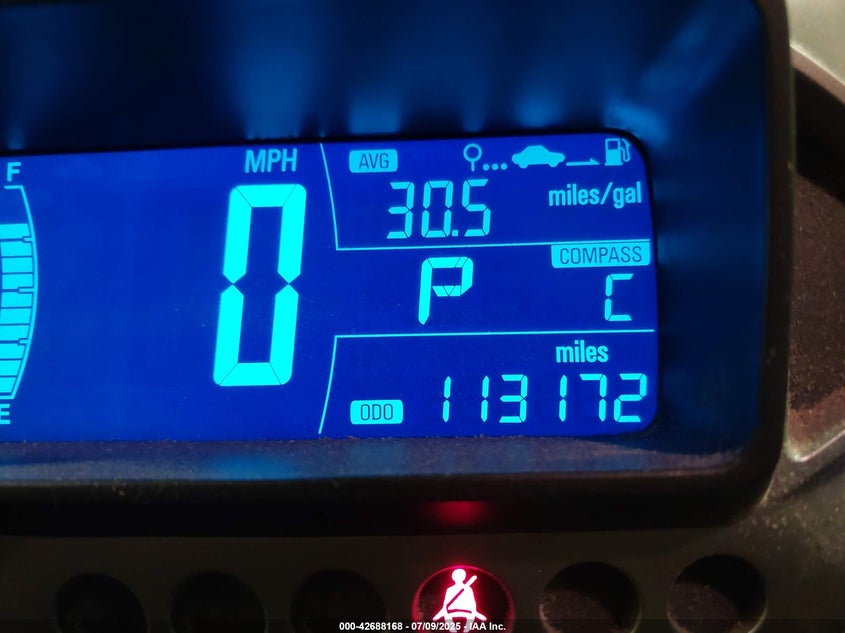 F
MPH
AVG
30.5 miles/gal
0
P
COMPASS
C
miles
ODO 113172
E
000-42688168 - 07/09/2025 - IAA Inc.